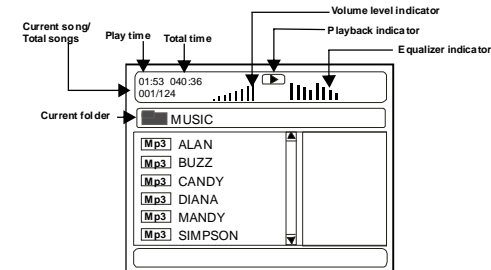 Volume level indicator
Current song/
Total songs
Play time
Total time
Playback indicator
Equalizer indicator
01:53 040:36
001/124
Current folder
MUSIC
Mp3 ALAN
Mp3 BUZZ
Mp3 CANDY
Mp3 DIANA
Mp3 MANDY
Mp3 SIMPSON